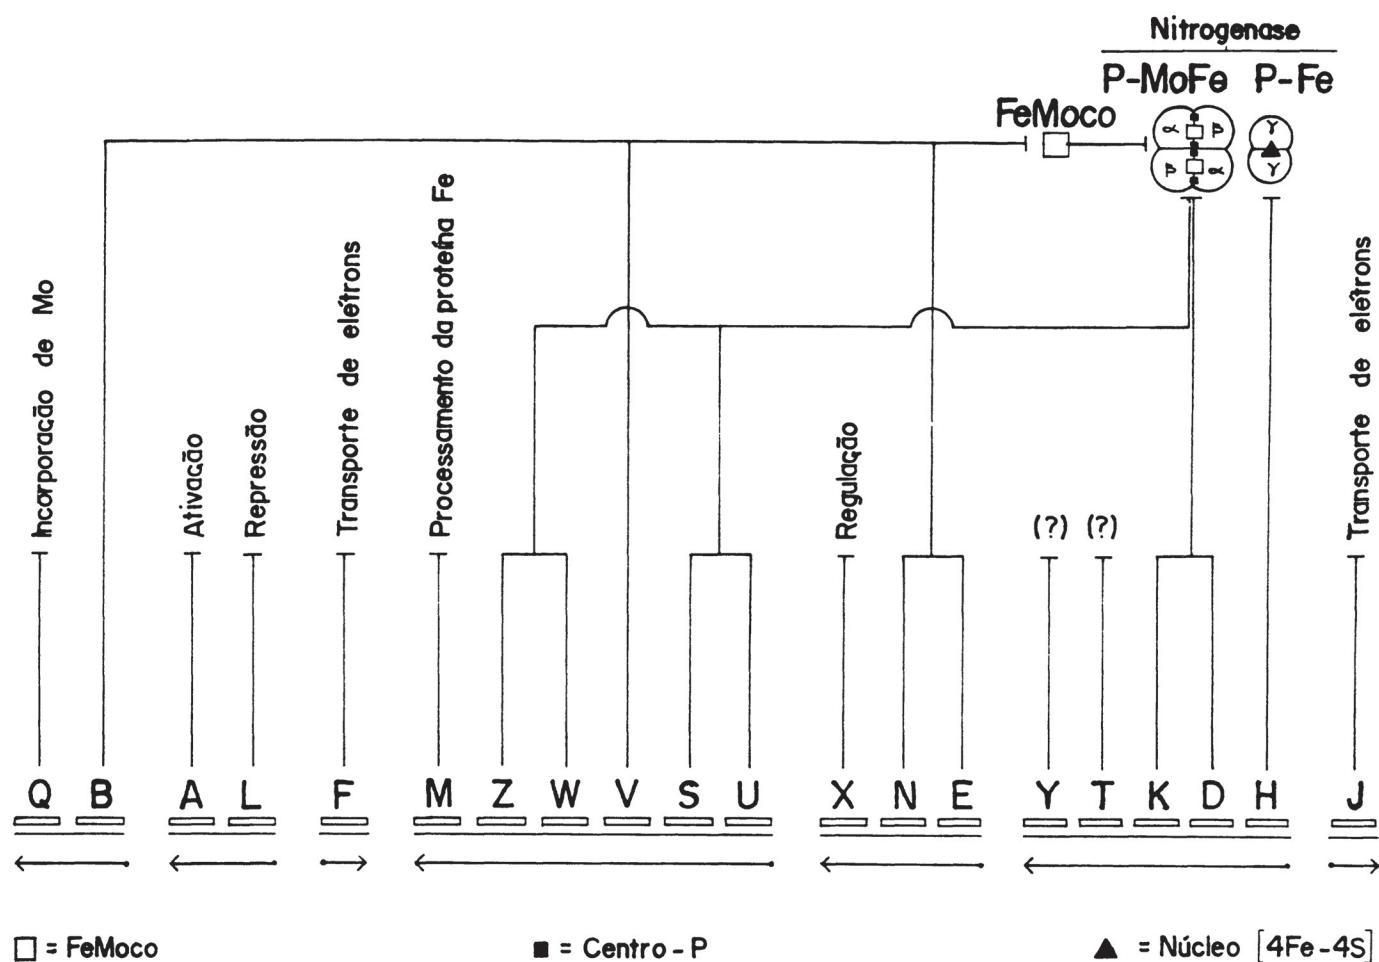 Nitrogenase
P-MoFe P-Fe
FeMoco
α β
β α
γ
γ
Incorporação de Mo
Ativação
Repressão
Transporte de elétrons
Processamento da proteína Fe
Regulação
(?) (?)
Transporte de elétrons
Q B A L F M Z W V S U X N E Y T K D H J
□ = FeMoco
■ = Centro-P
▲ = Núcleo [4Fe-4S]